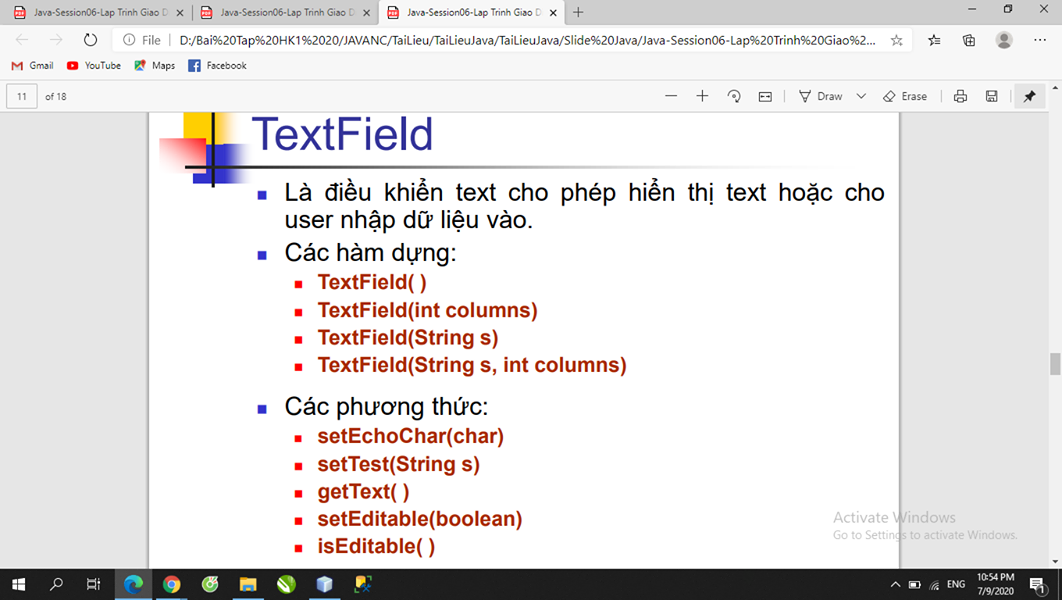 Java-Session06-Lap Trinh Giao D
Java-Session06-Lap Trinh Giao D
Java-Session06-Lap Trinh Giao D
File
D:/Bai%20Tap%20HK1%2020/JAVANC/TaiLieu/TaiLieuJava/TaiLieuJava/Slide%20Java/Java-Session06-Lap%20Trinh%20Giao%2...
Gmail YouTube Maps Facebook
11 of 18 Draw Erase
TextField
Là điều khiển text cho phép hiển thị text hoặc cho
user nhập dữ liệu vào.
Các hàm dựng:
TextField( )
TextField(int columns)
TextField(String s)
TextField(String s, int columns)
Các phương thức:
setEchoChar(char)
setTest(String s)
getText( )
setEditable(boolean)
isEditable( )
Activate Windows
Go to Settings to activate Windows.
ENG
10:54 PM
7/9/2020
1